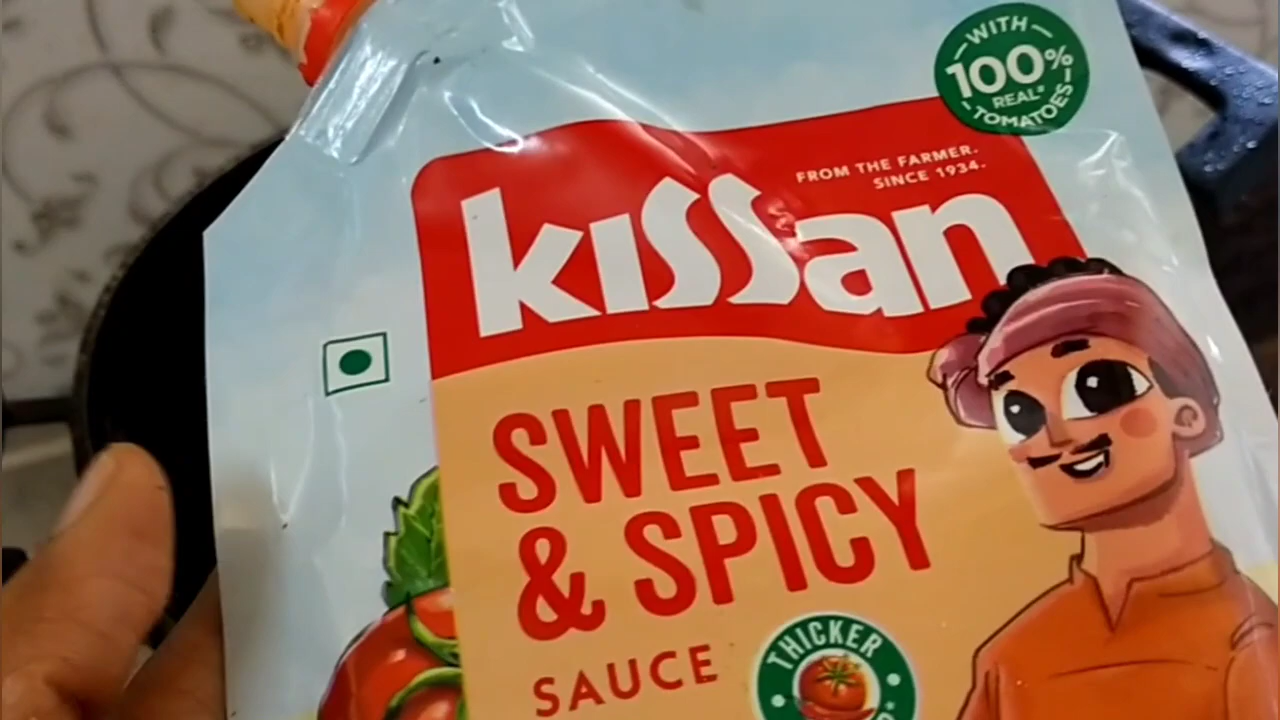 WITH
100%
REAL*
TOMATOES
FROM THE FARMER.
SINCE 1934.
kissan
SWEET
& SPICY
SAUCE
THICKER